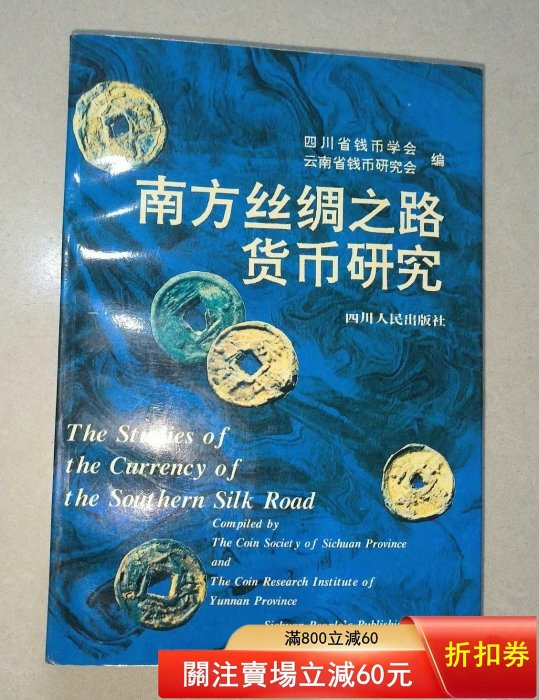 四川省钱币学会
云南省钱币研究会
编
南方丝绸之路
货币研究
四川人民出版社
The Studies of
the Currency of
the Southern Silk Road
Compiled by
The Coin Society of Sichuan Province
and
The Coin Research Institute of
Yunnan Province
Sichuan People's
滿800立減60
關注賣場立減60元
折扣券